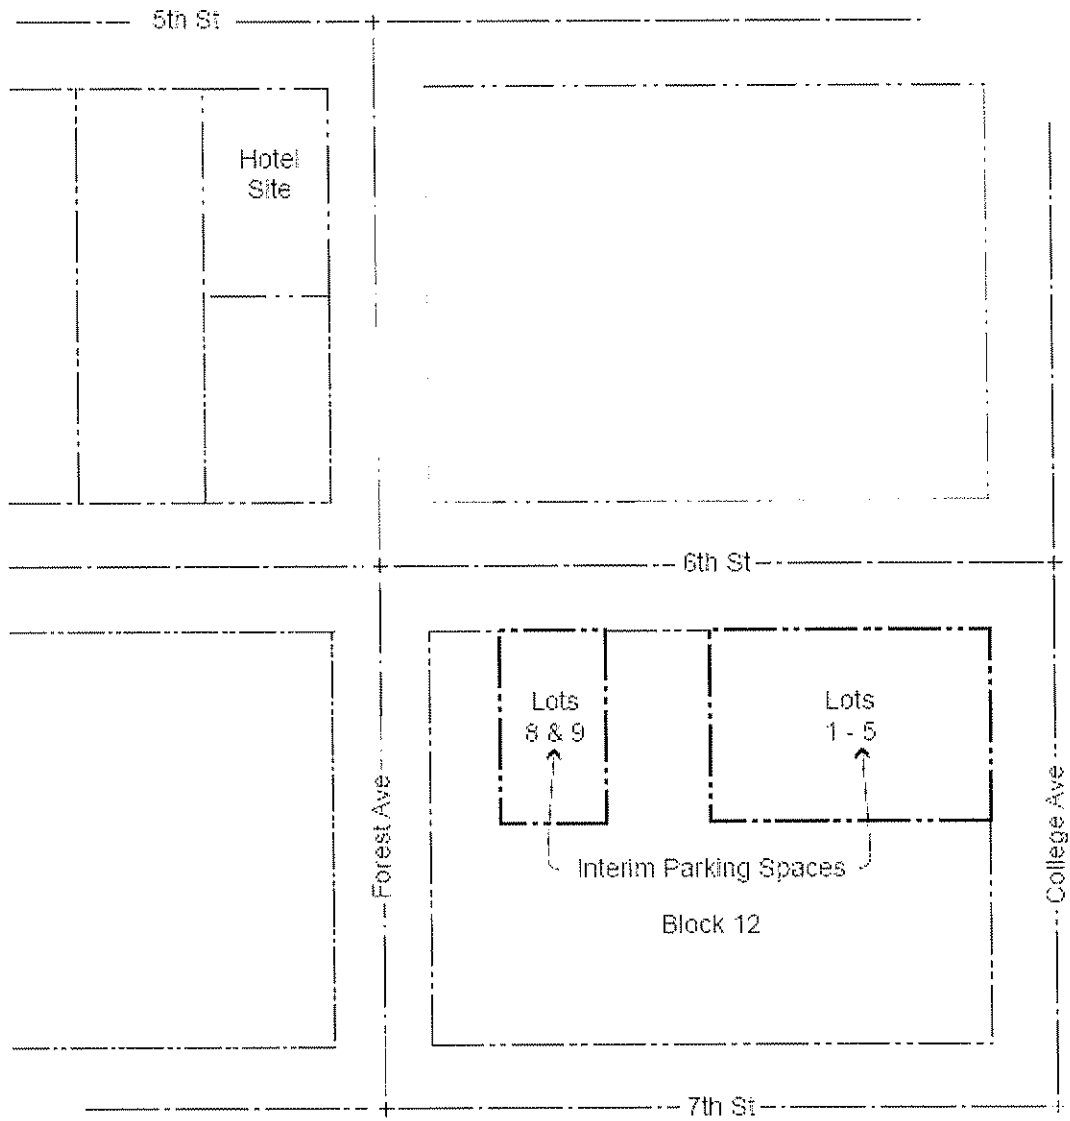 5th St
Hotel
Site
6th St
Lots
8 & 9
Lots
1 - 5
Forest Ave
College Ave
Interim Parking Spaces
Block 12
7th St